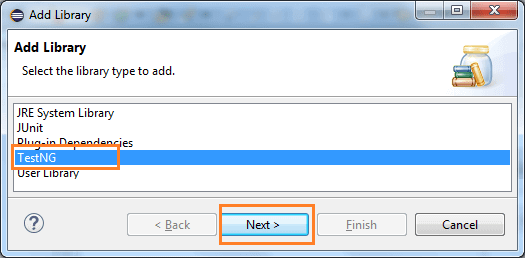 Add Library
Add Library
Select the library type to add.
JRE System Library
JUnit
Plug-in Dependencies
TestNG
User Library
?
< Back
Next >
Finish
Cancel